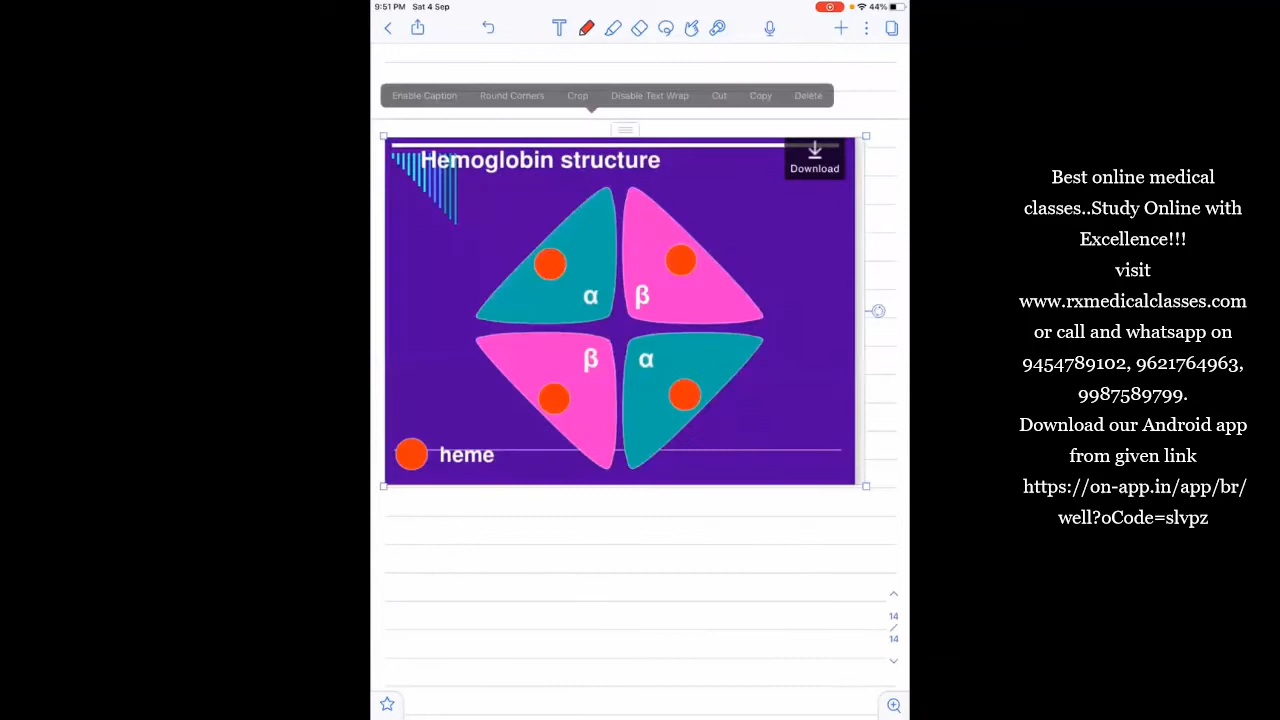 9:51 PM Sat 4 Sep
44%
T
Enable Caption Round Corners Crop Disable Text Wrap Cut Copy Delete
Hemoglobin structure
Download
α β
β α
heme
14
/
14
Best online medical
classes..Study Online with
Excellence!!!
visit
www.rxmedicalclasses.com
or call and whatsapp on
9454789102, 9621764963,
9987589799.
Download our Android app
from given link
https://on-app.in/app/br/
well?oCode=slvpz